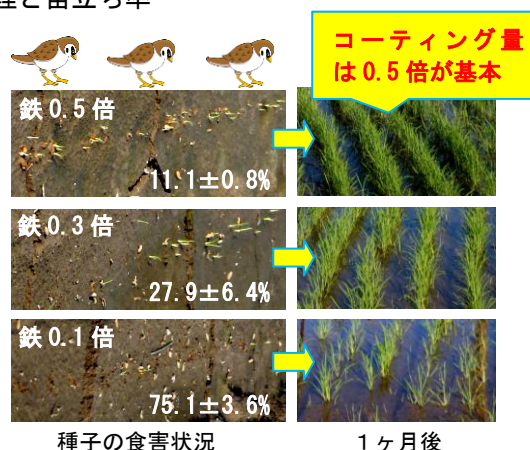 コーティング量
は0.5倍が基本
鉄0.5倍
11.1±0.8%
鉄0.3倍
27.9±6.4%
鉄0.1倍
75.1±3.6%
種子の食害状況
1ヶ月後